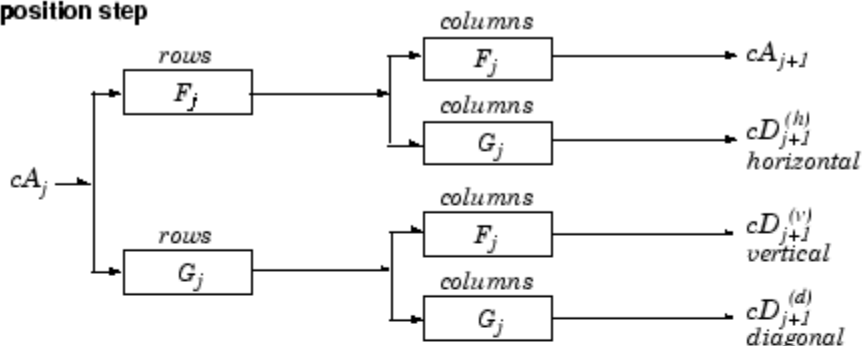 position step
columns
rows
F_j
cA_{j+1}
F_j
columns
G_j
cD_{j+1}^{(h)}
horizontal
cA_j
columns
rows
F_j
cD_{j+1}^{(v)}
vertical
G_j
columns
G_j
cD_{j+1}^{(d)}
diagonal